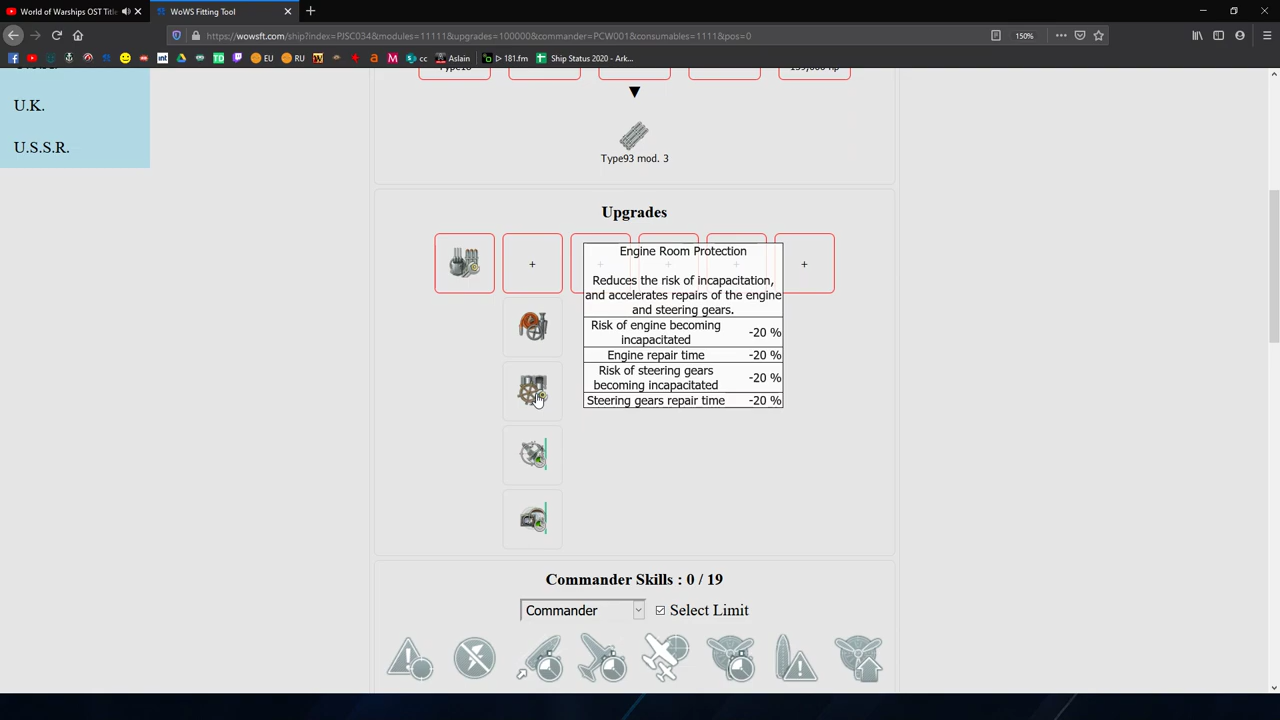 World of Warships OST Title
WoWS Fitting Tool
https://wowsft.com/ship?index=PJSC034&modules=11111&upgrades=100000&commander=PCW001&consumables=1111&pos=0
150%
EU
RU
Aslain
cc
181.fm
Ship Status 2020 - Ark...
U.K.
U.S.S.R.
Type93 mod. 3
Upgrades
+
+
Engine Room Protection
Reduces the risk of incapacitation,
and accelerates repairs of the engine
and steering gears.
Risk of engine becoming
incapacitated
-20 %
Engine repair time
-20 %
Risk of steering gears
becoming incapacitated
-20 %
Steering gears repair time
-20 %
Commander Skills : 0 / 19
Commander
Select Limit